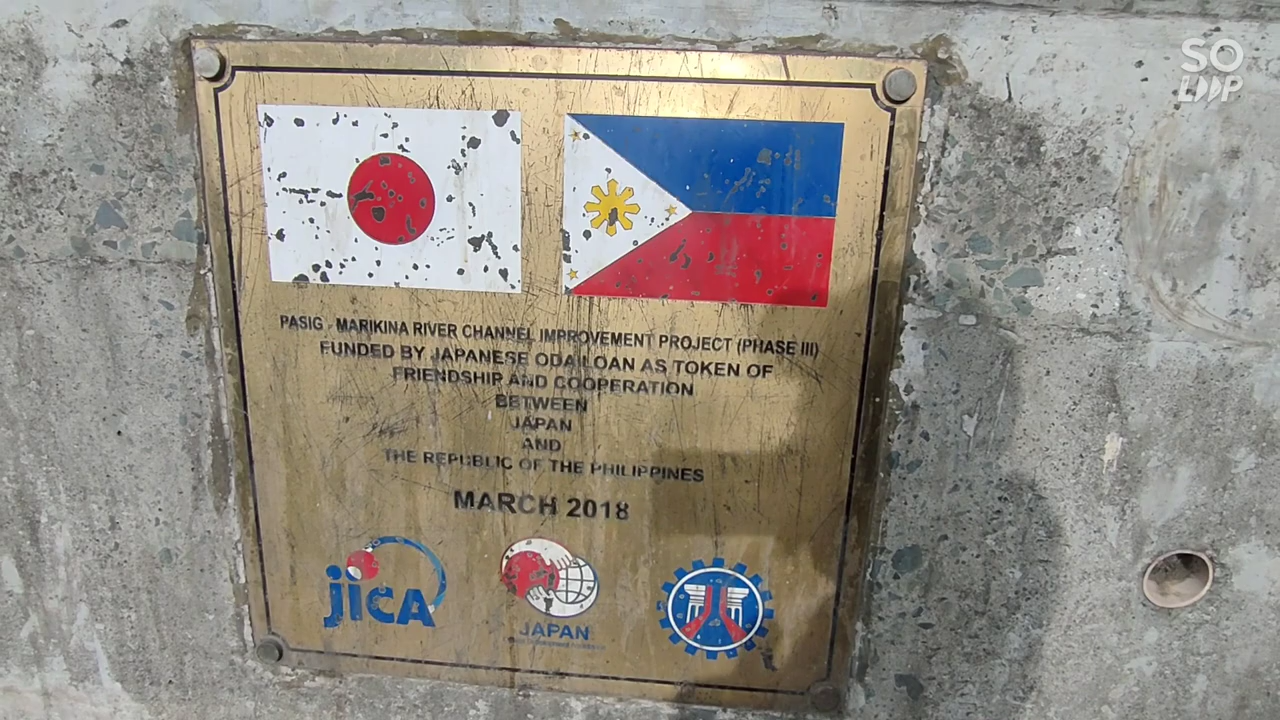 SO
LOOP
PASIG - MARIKINA RIVER CHANNEL IMPROVEMENT PROJECT (PHASE III)
FUNDED BY JAPANESE ODA LOAN AS TOKEN OF
FRIENDSHIP AND COOPERATION
BETWEEN
JAPAN
AND
THE REPUBLIC OF THE PHILIPPINES
MARCH 2018
jICA
JAPAN